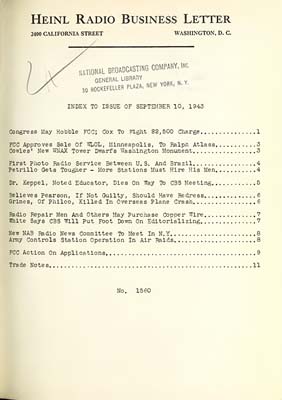 HEINL RADIO BUSINESS LETTER
2400 CALIFORNIA STREET WASHINGTON, D. C.
NATIONAL BROADCASTING COMPANY, INC.
GENERAL LIBRARY
30 ROCKEFELLER PLAZA, NEW YORK, N. Y.
INDEX TO ISSUE OF SEPTEMBER 10, 1943
Congress May Hobble FCC; Cox To Fight $2,500 Charge..............1
FCC Approves Sale Of WLOL, Minneapolis, To Ralph Atlass..........3
Cowles' New WNAX Tower Dwarfs Washington Monument................3
First Photo Radio Service Between U.S. And Brazil................4
Petrillo Gets Tougher - More Stations Must Hire His Men..........4
Dr. Keppel, Noted Educator, Dies On Way To CBS Meeting...........5
Believes Pearson, If Not Guilty, Should Have Redress.............6
Grimes, Of Philco, Killed In Overseas Plane Crash................6
Radio Repair Men And Others May Purchase Copper Wire.............7
White Says CBS Will Put Foot Down On Editorializing..............7
New NAB Radio News Committee To Meet In N.Y......................8
Army Controls Station Operation In Air Raids.....................8
FCC Action On Applications.......................................9
Trade Notes.....................................................11
No. 1560